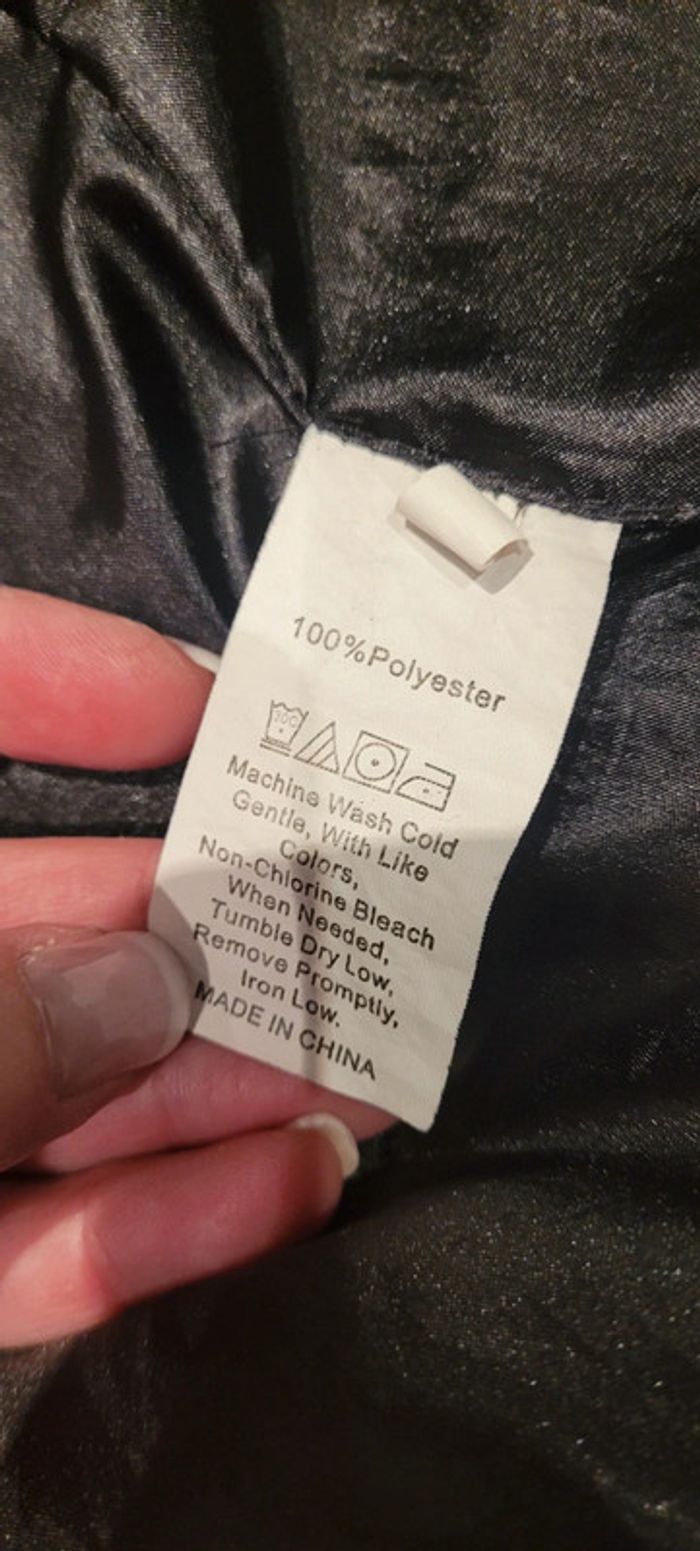 100%Polyester
30C
Machine Wash Cold
Gentle, With Like
Colors,
Non-Chlorine Bleach
When Needed,
Tumble Dry Low,
Remove Promptly,
Iron Low.
MADE IN CHINA